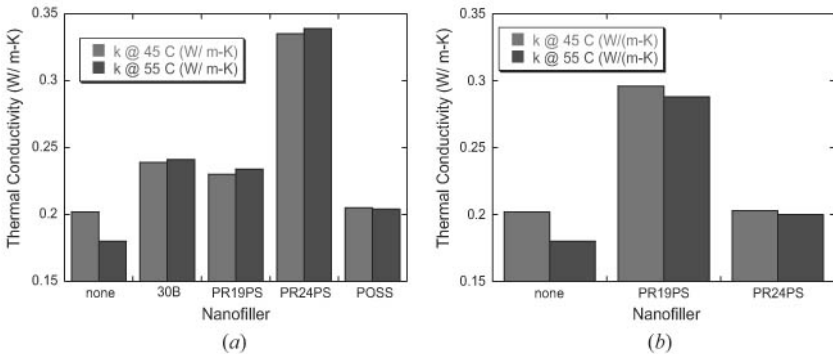 k @ 45 C (W/ m-K)
k @ 55 C (W/ m-K)
Thermal Conductivity (W/ m-K)
0.35
0.3
0.25
0.2
0.15
none 30B PR19PS PR24PS POSS
Nanofiller
(a)
k @ 45 C (W/(m-K)
k @ 55 C (W/(m-K)
Thermal Conductivity (W/ m-K)
0.35
0.3
0.25
0.2
0.15
none PR19PS PR24PS
Nanofiller
(b)